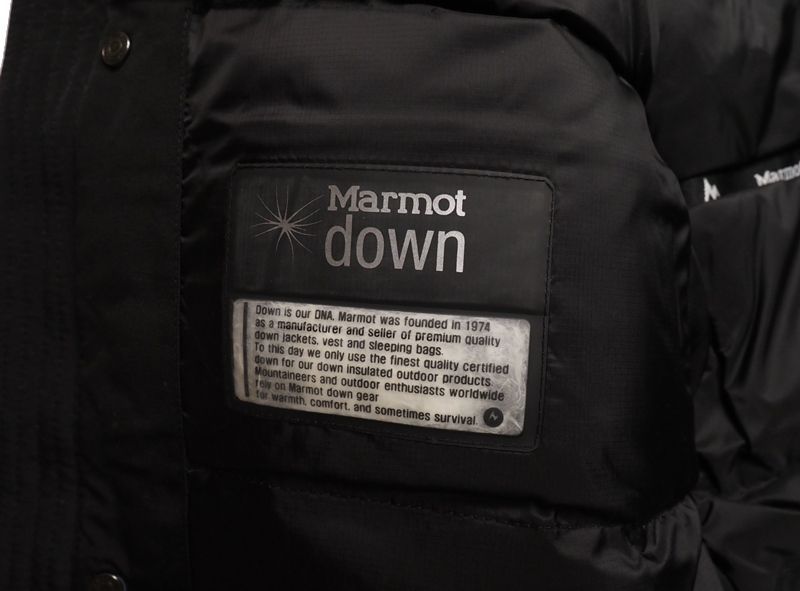 Marmot
down
Down is our DNA. Marmot was founded in 1974
as a manufacturer and seller of premium quality
down jackets, vest and sleeping bags.
To this day we only use the finest quality certified
down for our down insulated outdoor products.
Mountaineers and outdoor enthusiasts worldwide
rely on Marmot down gear
for warmth, comfort, and sometimes survival.
Marmot